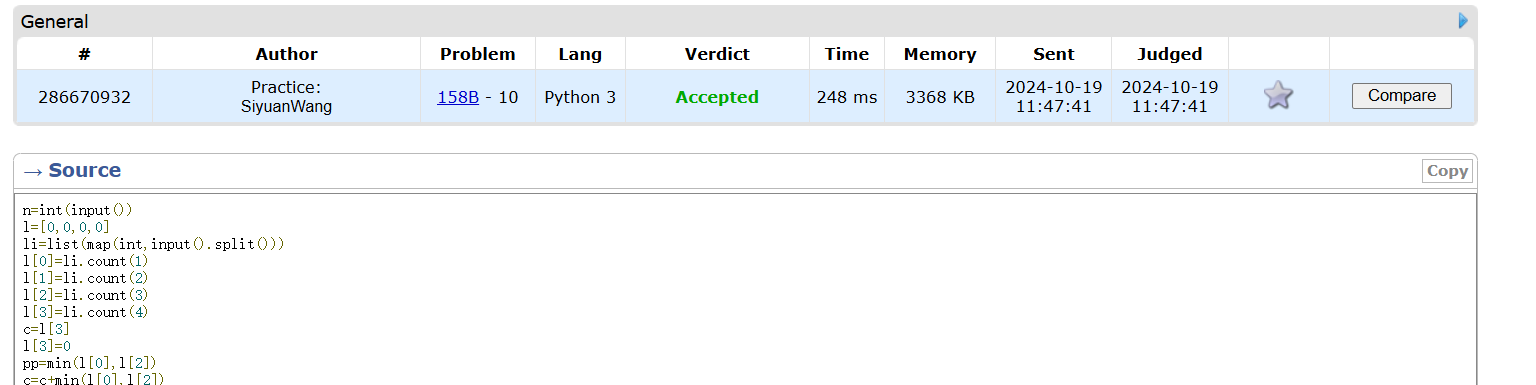 General
# Author Problem Lang Verdict Time Memory Sent Judged
286670932 Practice: SiyuanWang 158B - 10 Python 3 Accepted 248 ms 3368 KB 2024-10-19 11:47:41 2024-10-19 11:47:41 Compare
→ Source Copy
n=int(input())
l=[0,0,0,0]
li=list(map(int,input().split()))
l[0]=li.count(1)
l[1]=li.count(2)
l[2]=li.count(3)
l[3]=li.count(4)
c=l[3]
l[3]=0
pp=min(l[0],l[2])
c=c+min(l[0],l[2])